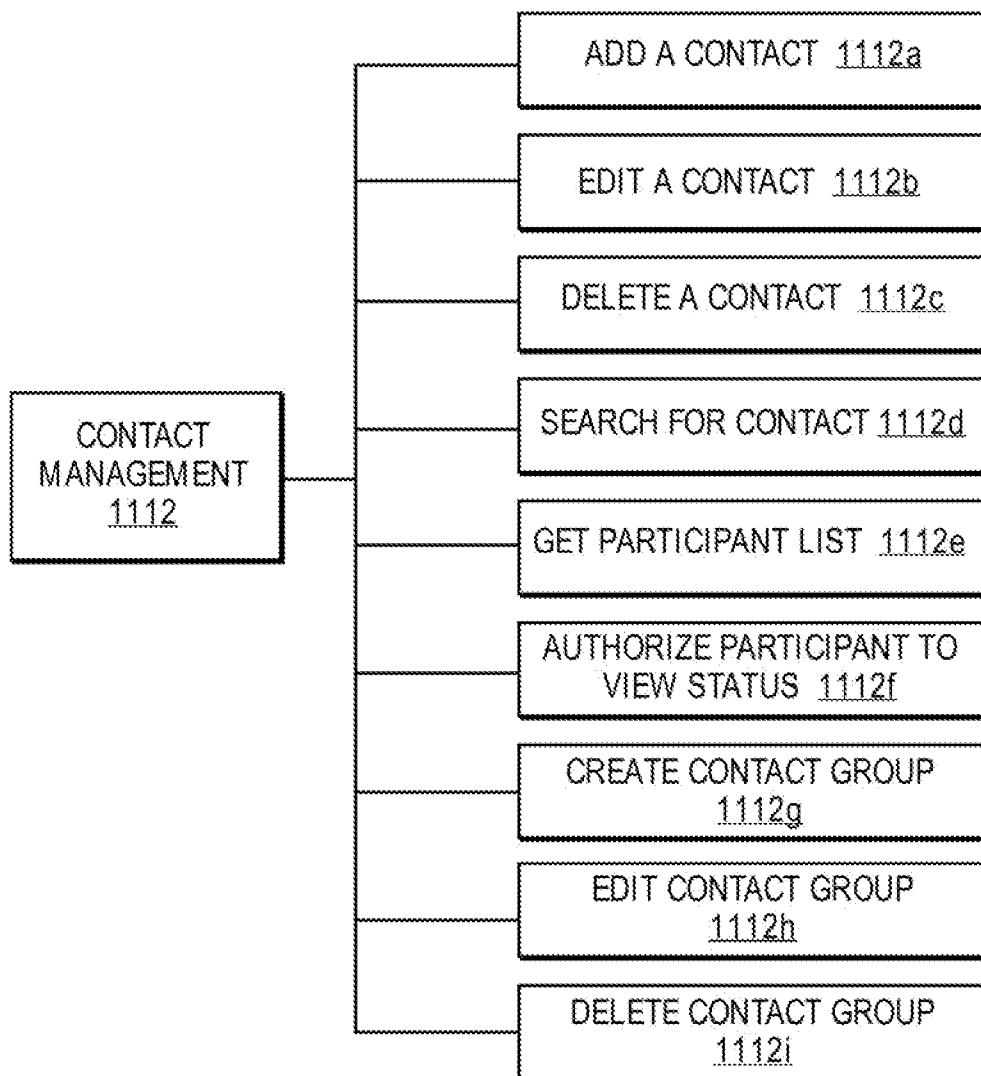 ADD A CONTACT 1112a
EDIT A CONTACT 1112b
DELETE A CONTACT 1112c
SEARCH FOR CONTACT 1112d
CONTACT
MANAGEMENT
1112
GET PARTICIPANT LIST 1112e
AUTHORIZE PARTICIPANT TO
VIEW STATUS 1112f
CREATE CONTACT GROUP
1112g
EDIT CONTACT GROUP
1112h
DELETE CONTACT GROUP
1112i